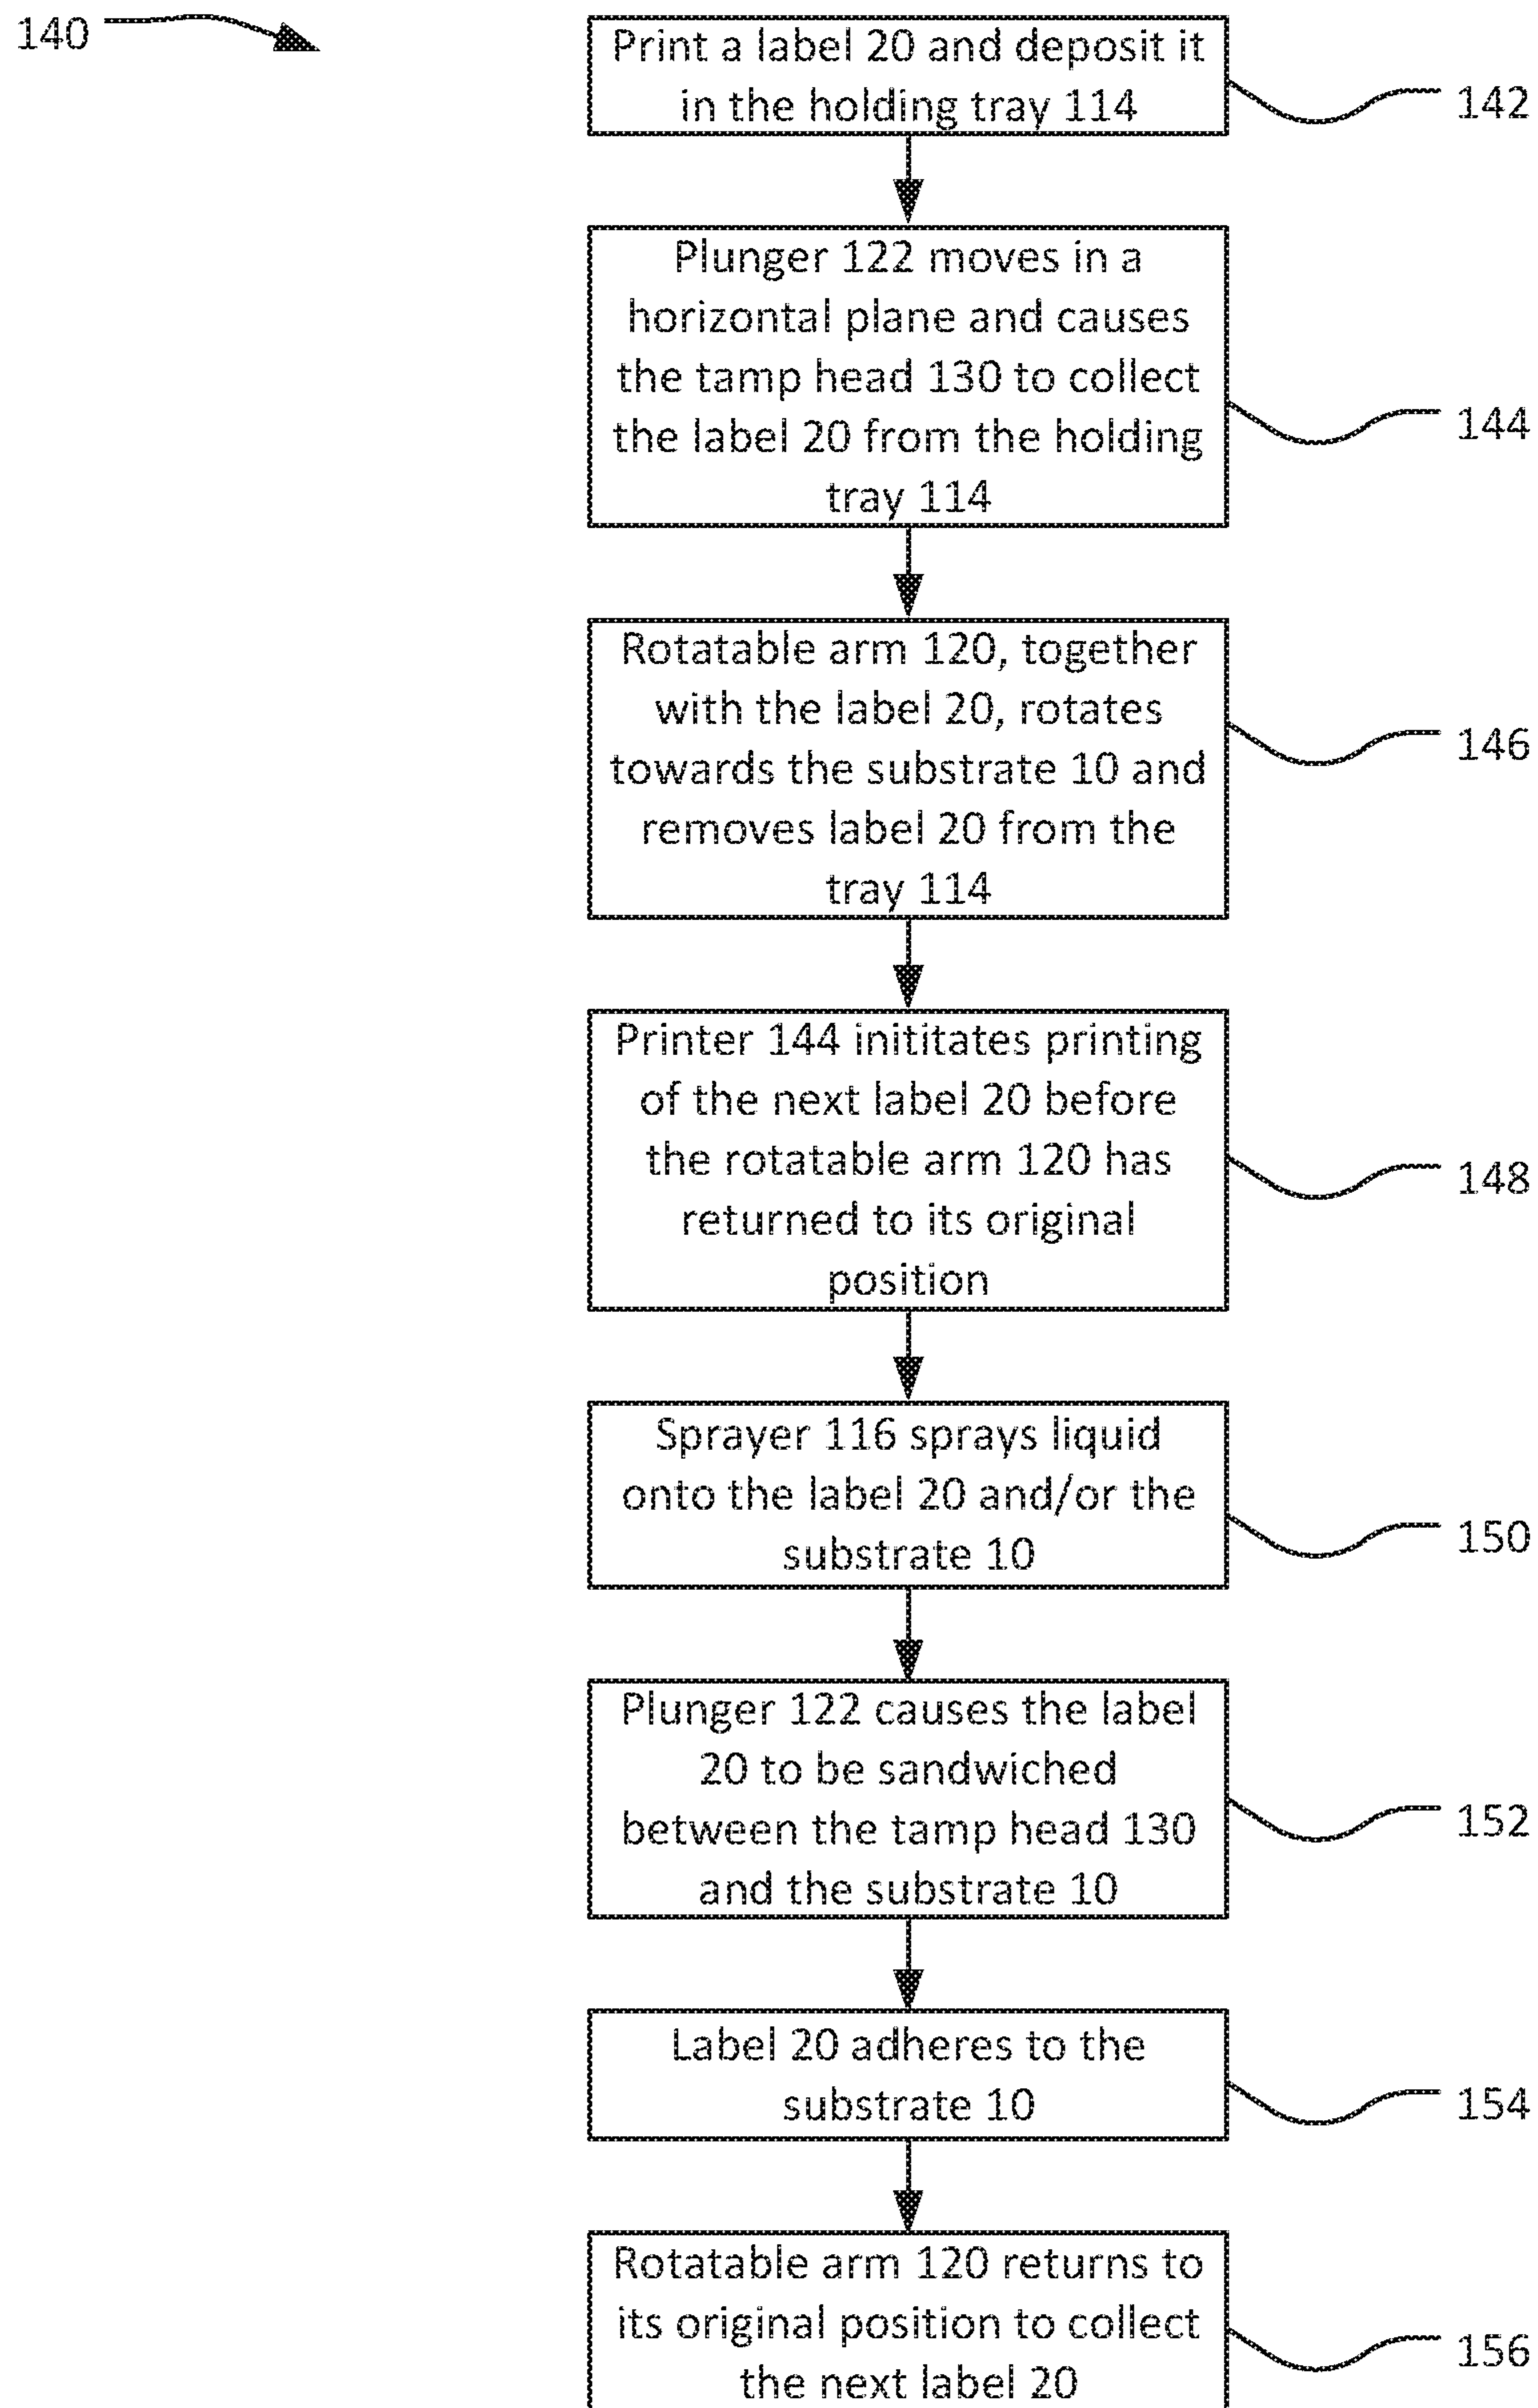 140
Print a label 20 and deposit it
in the holding tray 114
142
Plunger 122 moves in a
horizontal plane and causes
the tamp head 130 to collect
the label 20 from the holding
tray 114
144
Rotatable arm 120, together
with the label 20, rotates
towards the substrate 10 and
removes label 20 from the
tray 114
146
Printer 144 inititates printing
of the next label 20 before
the rotatable arm 120 has
returned to its original
position
148
Sprayer 116 sprays liquid
onto the label 20 and/or the
substrate 10
150
Plunger 122 causes the label
20 to be sandwiched
between the tamp head 130
and the substrate 10
152
Label 20 adheres to the
substrate 10
154
Rotatable arm 120 returns to
its original position to collect
the next label 20
156